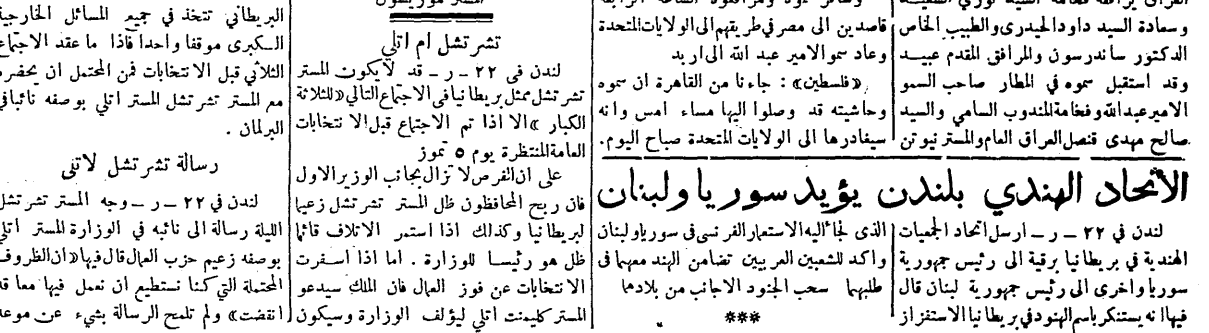 وسعادة السيد داود الحيدري والطبيب الخاص
الدكتور ساندرسون والمرافق المقدم عبيد
وقد استقبل سموه في المطار صاحب السمو
الامير عبدالله وفخامة المندوب السامي والسيد
صالح مهدي قنصل العراق العام والمستر نيوتن
قاصدين الى مصر في طريقهم الى الولايات المتحدة
وعاد سمو الامير عبد الله الى اربد
«فلسطين» : جاءنا من القاهرة ان سموه
وحاشيته قد وصلوا اليها مساء امس وانه
سيغادرها الى الولايات المتحدة صباح اليوم.
الاتحاد الهندي بلندن يؤيد سوريا ولبنان
لندن في ٢٢ - ر - ارسل اتحاد الجمعيات
الهندية في بريطانيا برقية الى رئيس جمهورية
سوريا واخرى الى رئيس جمهورية لبنان قال
فيها انه يستنكر باسم الهنود في بريطانيا الاستفزاز
الذي لجأ اليه الاستعمار الفرنسي في سوريا ولبنان
واكد للشعبين العربيين تضامن الهند معهما في
طلبهما سحب الجنود الاجانب من بلادهما
***
تشرتشل ام اتلي
لندن في ٢٢ - ر - قد لا يكون المستر
تشرتشل ممثل بريطانيا في الاجتماع التالي «للثلاثة
الكبار» الا اذا تم الاجتماع قبل الانتخابات
العامة المنتظرة يوم ٥ تموز
على ان الفرص لا تزال بجانب الوزير الاول
فان ربح المحافظون ظل المستر تشرتشل زعيما
لبريطانيا وكذلك اذا استمر الائتلاف قائما
ظل هو رئيسا للوزارة . اما اذا اسفرت
الانتخابات عن فوز العمال فان الملك سيدعو
المستر كليمنت اتلي ليؤلف الوزارة وسيكون
البريطاني تتخذ في جميع المسائل الخارجية
الكبرى موقفا واحدا فاذا ما عقد الاجتماع
الثلاثي قبل الانتخابات فمن المحتمل ان يحضره
مع المستر تشرتشل المستر اتلي بوصفه نائبا في
البرلمان .
رسالة تشرتشل لاتلي
لندن في ٢٢ - ر - وجه المستر تشرتشل
الليلة رسالة الى نائبه في الوزارة المستر اتلي
بوصفه زعيم حزب العمال قال فيها «ان الظروف
المحتملة التي كنا نستطيع ان نعمل فيها معا قد
انقضت» ولم تلمح الرسالة بشيء عن موعد